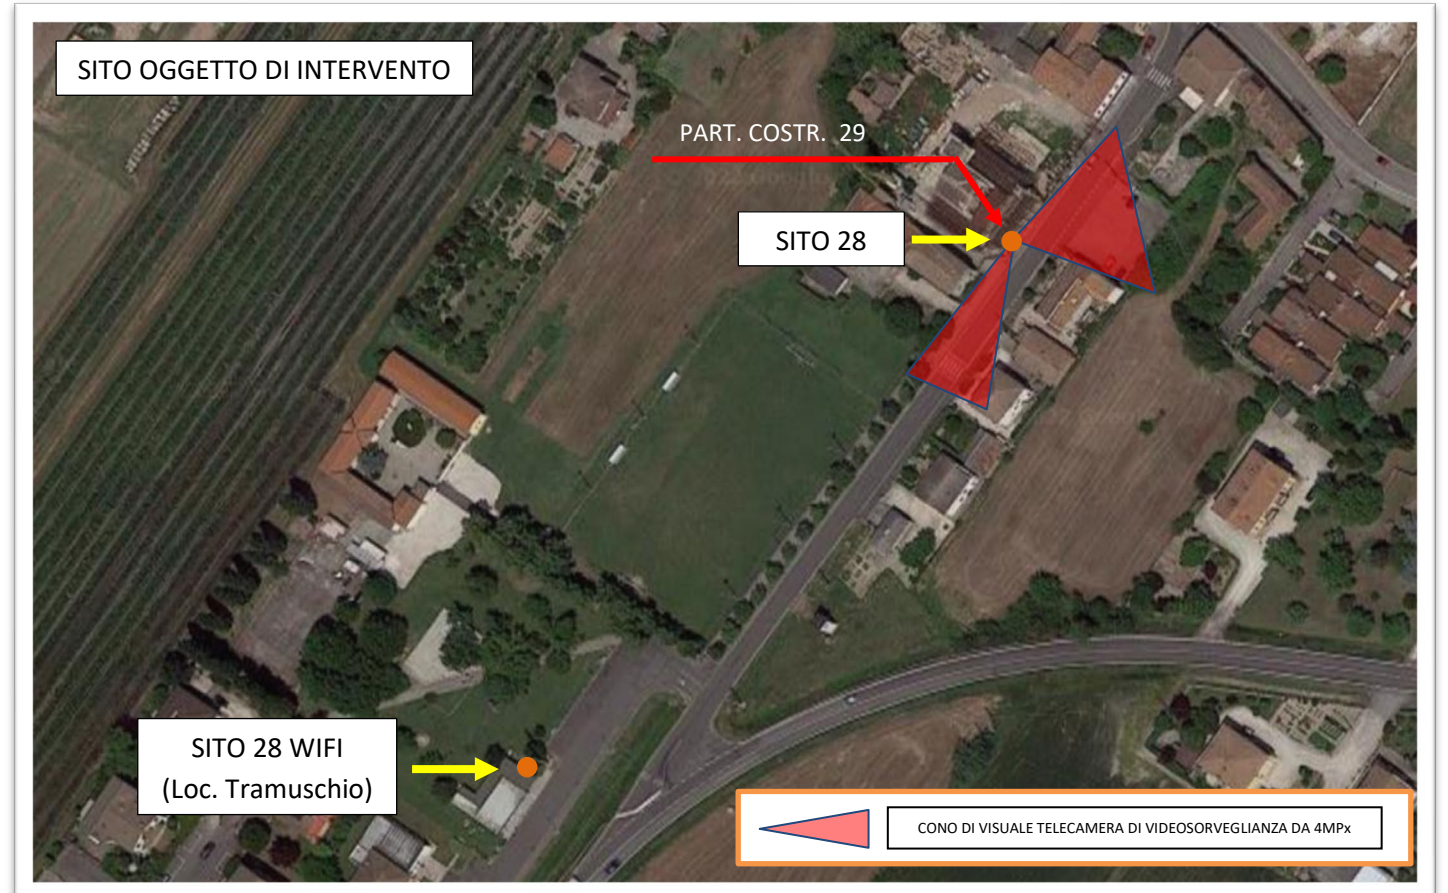 SITO OGGETTO DI INTERVENTO
PART. COSTR. 29
SITO 28
SITO 28 WIFI
(Loc. Tramuschio)
CONO DI VISUALE TELECAMERA DI VIDEOSORVEGLIANZA DA 4MPx